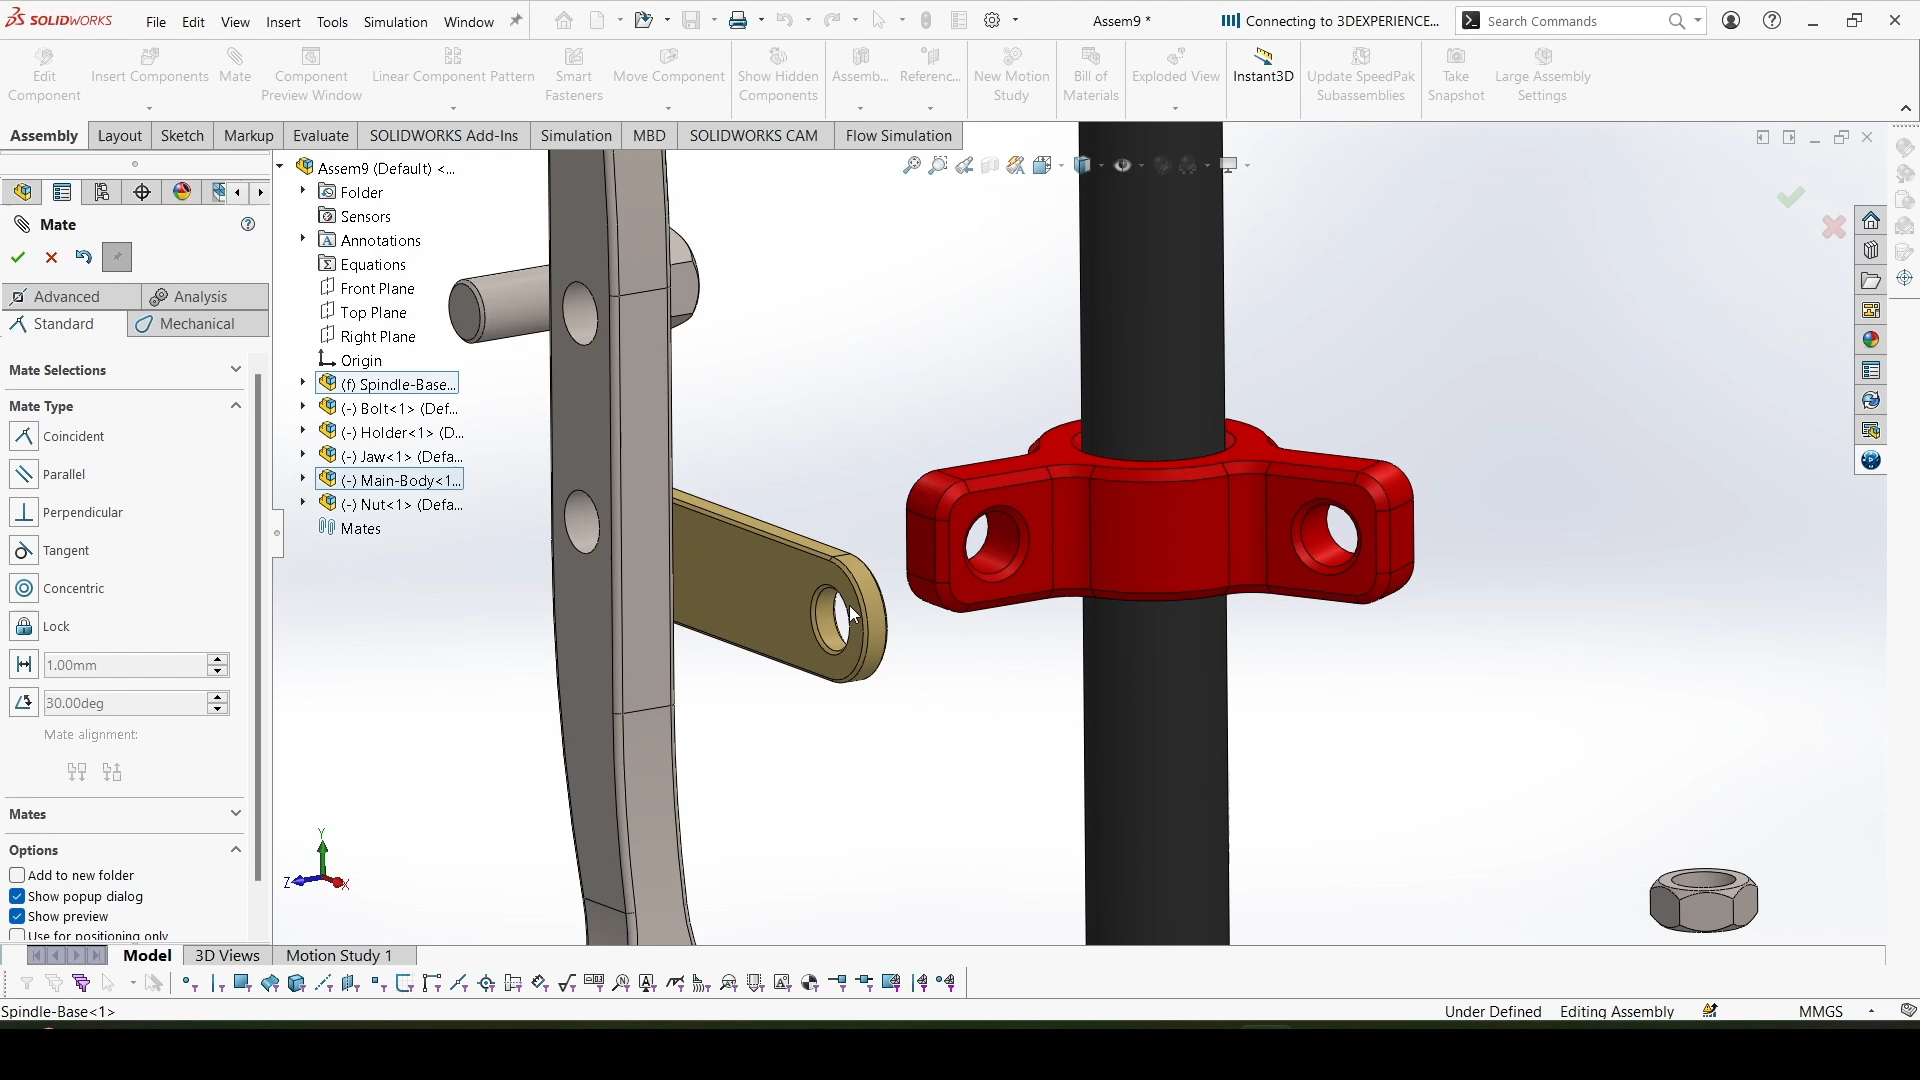 SOLIDWORKS File Edit View Insert Tools Simulation Window Assem9 * Connecting to 3DEXPERIENCE... Search Commands
Edit Component
Insert Components
Mate
Component Preview Window
Linear Component Pattern
Smart Fasteners
Move Component
Show Hidden Components
Assemb...
Referenc...
New Motion Study
Bill of Materials
Exploded View
Instant3D
Update SpeedPak Subassemblies
Take Snapshot
Large Assembly Settings
Assembly Layout Sketch Markup Evaluate SOLIDWORKS Add-Ins Simulation MBD SOLIDWORKS CAM Flow Simulation
Mate
Advanced Analysis
Standard Mechanical
Mate Selections
Mate Type
Coincident
Parallel
Perpendicular
Tangent
Concentric
Lock
1.00mm
30.00deg
Mate alignment:
Mates
Options
Add to new folder
Show popup dialog
Show preview
Use for positioning only
Assem9 (Default) <...
Folder
Sensors
Annotations
Equations
Front Plane
Top Plane
Right Plane
Origin
(f) Spindle-Base...
(-) Bolt<1> (Def...
(-) Holder<1> (D...
(-) Jaw<1> (Defa...
(-) Main-Body<1...
(-) Nut<1> (Defa...
Mates
Y
Z
X
Model 3D Views Motion Study 1
Spindle-Base<1> Under Defined Editing Assembly MMGS